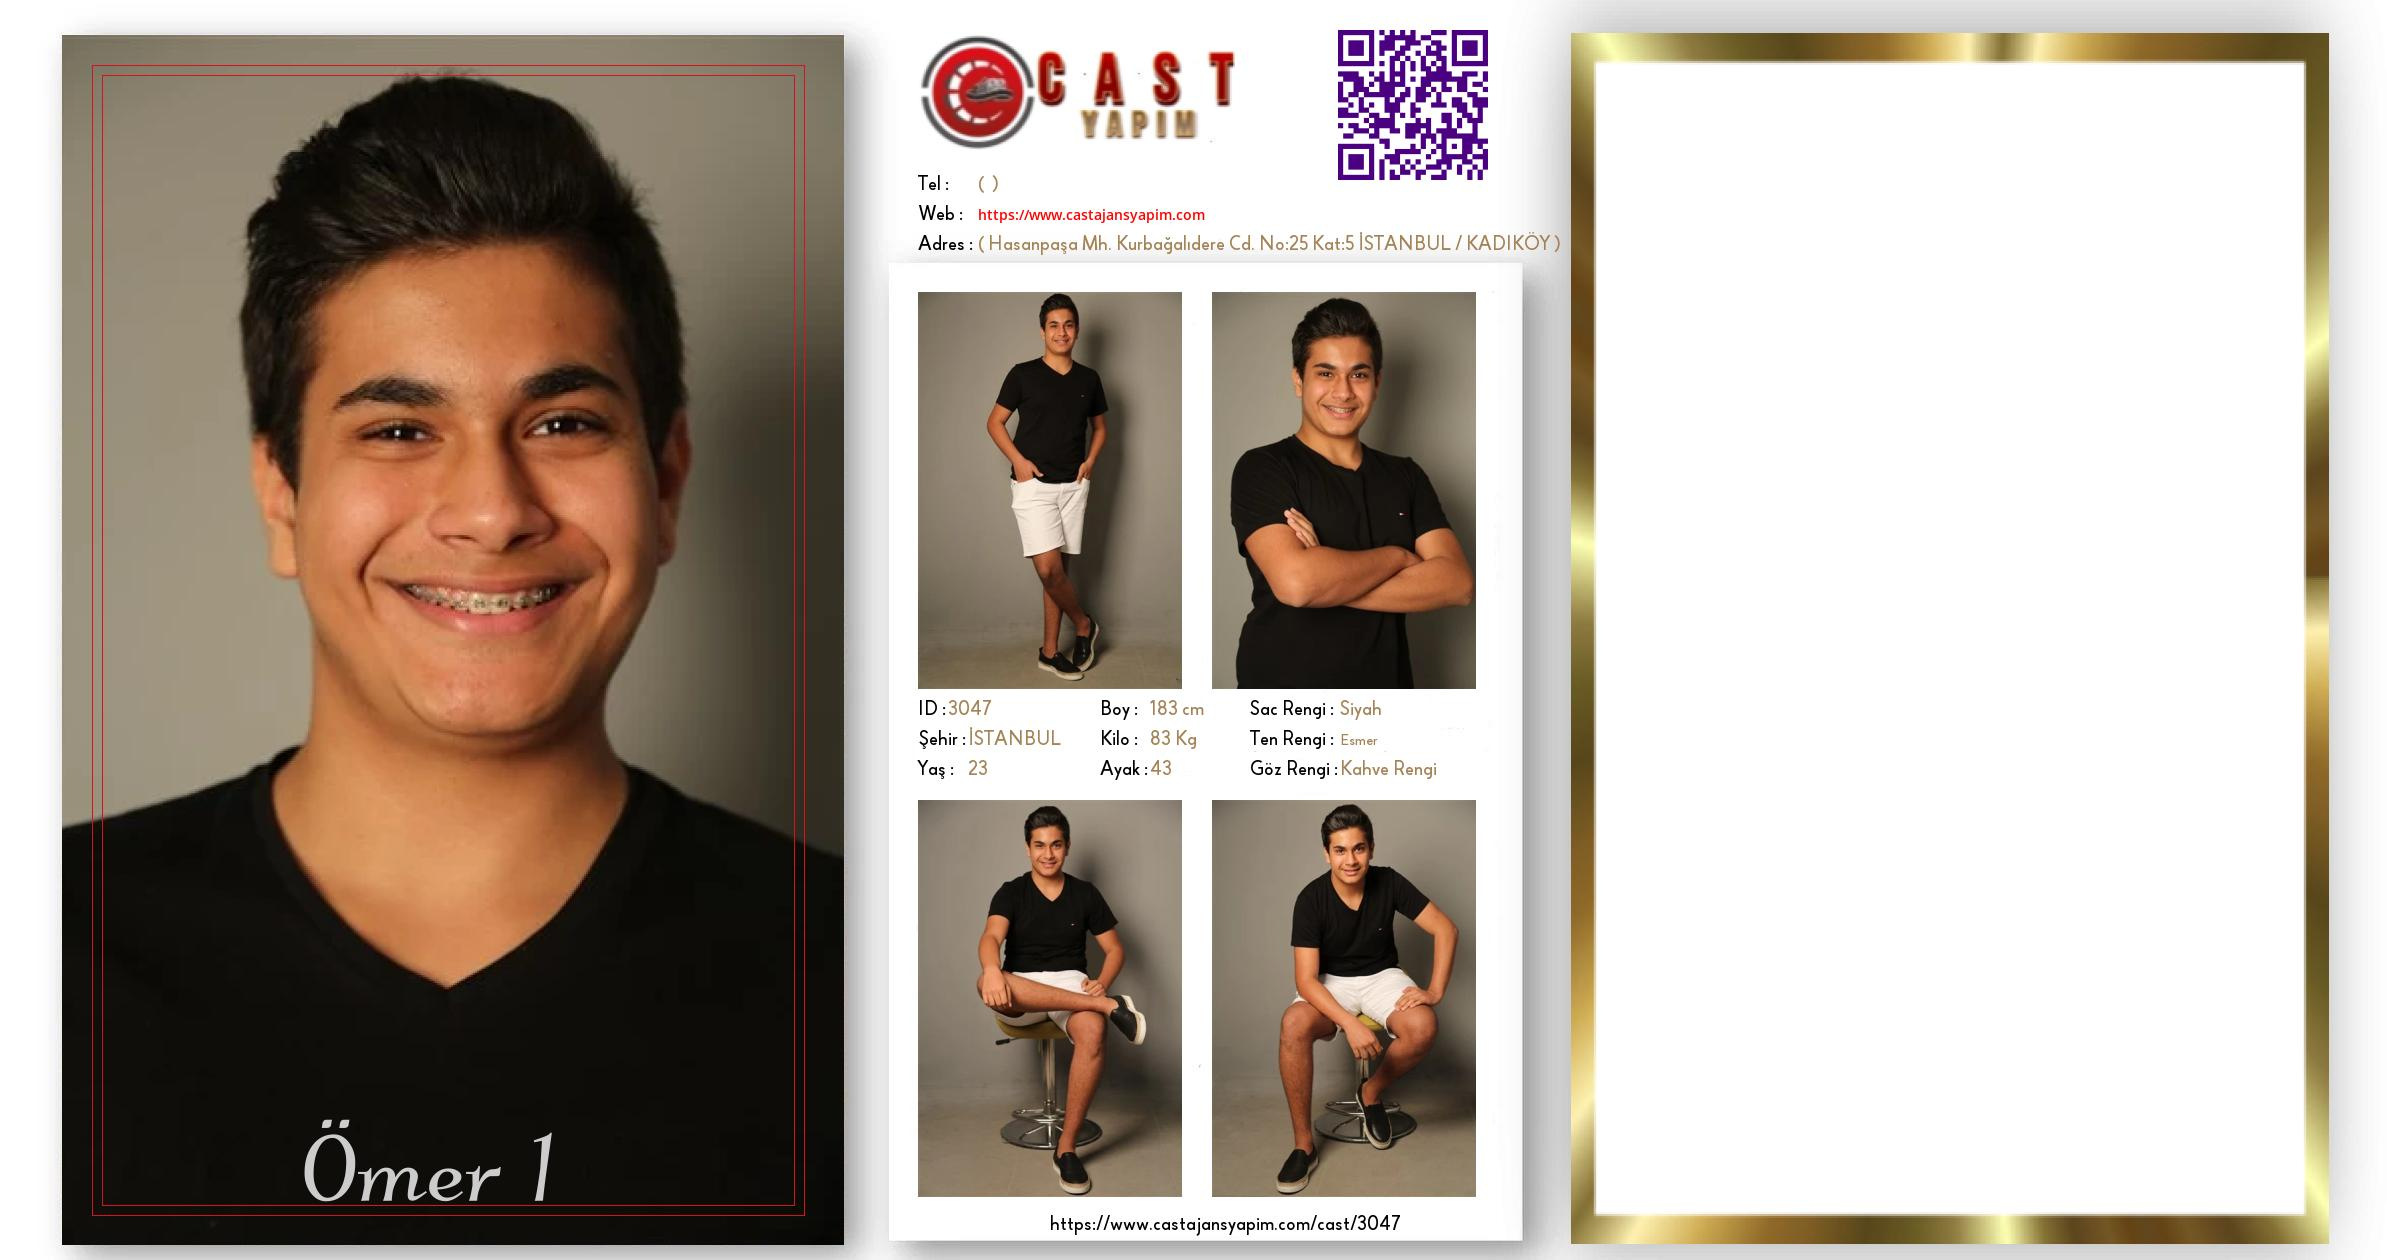 Ömer 1
CAST
YAPIM
Tel : ( )
Web : https://www.castajansyapim.com
Adres : ( Hasanpaşa Mh. Kurbağalıdere Cd. No:25 Kat:5 İSTANBUL / KADIKÖY )
ID : 3047 Boy : 183 cm Sac Rengi : Siyah
Şehir : İSTANBUL Kilo : 83 Kg Ten Rengi : Esmer
Yaş : 23 Ayak : 43 Göz Rengi : Kahve Rengi
https://www.castajansyapim.com/cast/3047